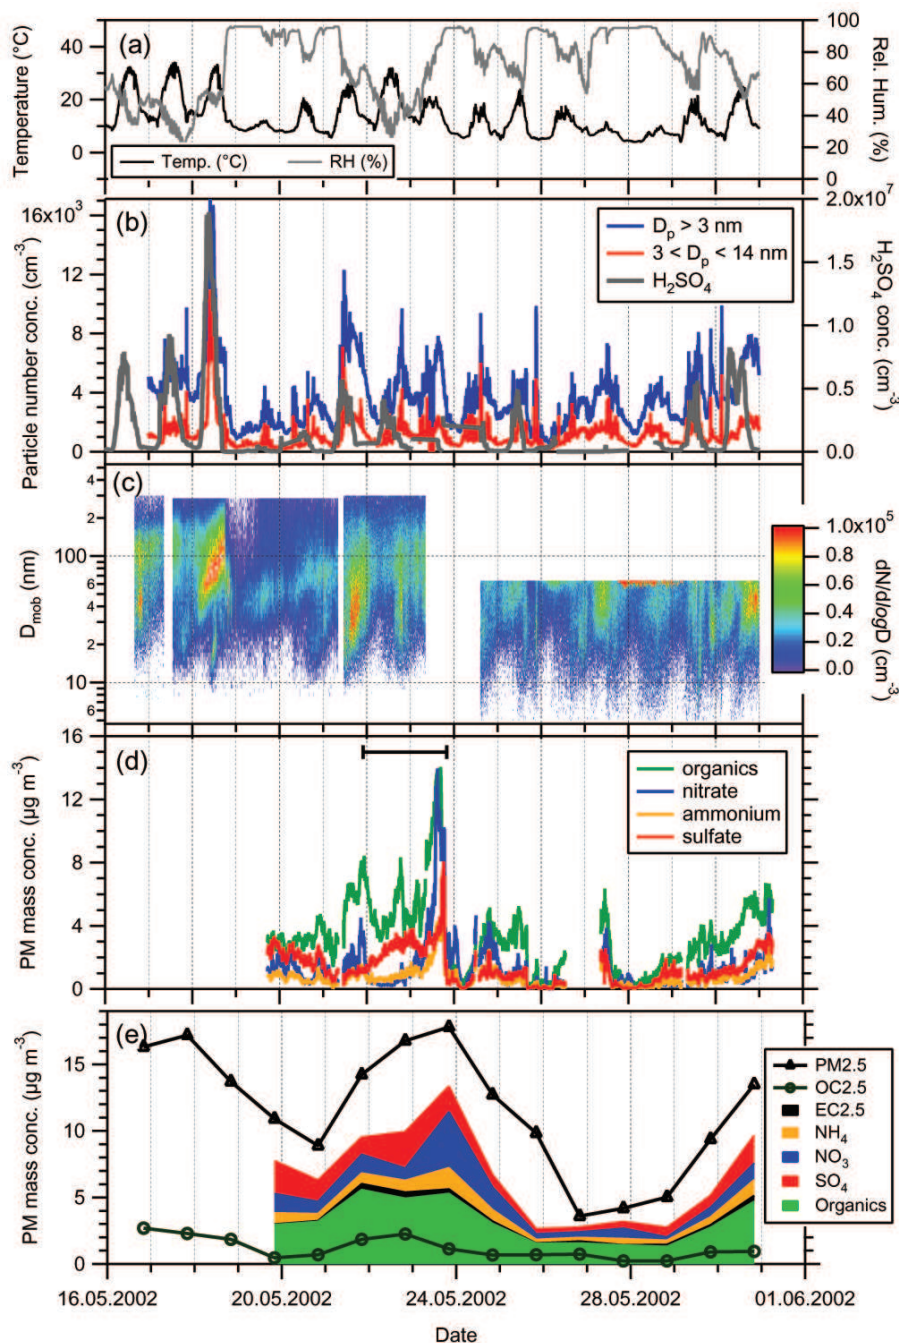 (a)
Temperature (°C)
40
20
0
100
80
60
40
20
0
Rel. Hum. (%)
Temp. (°C) RH (%)
(b)
Particle number conc. (cm⁻³)
16x10³
12
8
4
0
2.0x10⁷
1.5
1.0
0.5
0.0
H₂SO₄ conc. (cm⁻³)
Dₚ > 3 nm
3 < Dₚ < 14 nm
H₂SO₄
(c)
D_mob (nm)
4
2
100
6
4
2
10
6
1.0x10⁵
0.8
0.6
0.4
0.2
0.0
dN/dlogD (cm⁻³)
(d)
PM mass conc. (µg m⁻³)
16
12
8
4
0
organics
nitrate
ammonium
sulfate
(e)
PM mass conc. (µg m⁻³)
15
10
5
0
PM2.5
OC2.5
EC2.5
NH₄
NO₃
SO₄
Organics
16.05.2002 20.05.2002 24.05.2002 28.05.2002 01.06.2002
Date